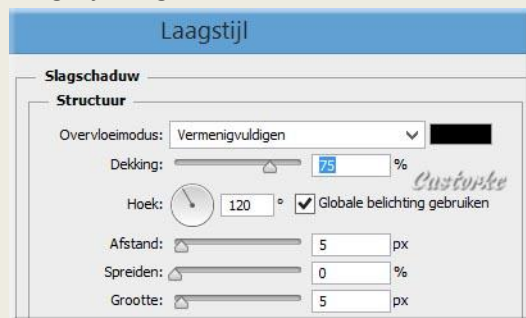 Laagstijl
Slagschaduw
Structuur
Overvloeimodus: Vermenigvuldigen
Dekking: 75 %
Custorke
Hoek: 120 ° Globale belichting gebruiken
Afstand: 5 px
Spreiden: 0 %
Grootte: 5 px